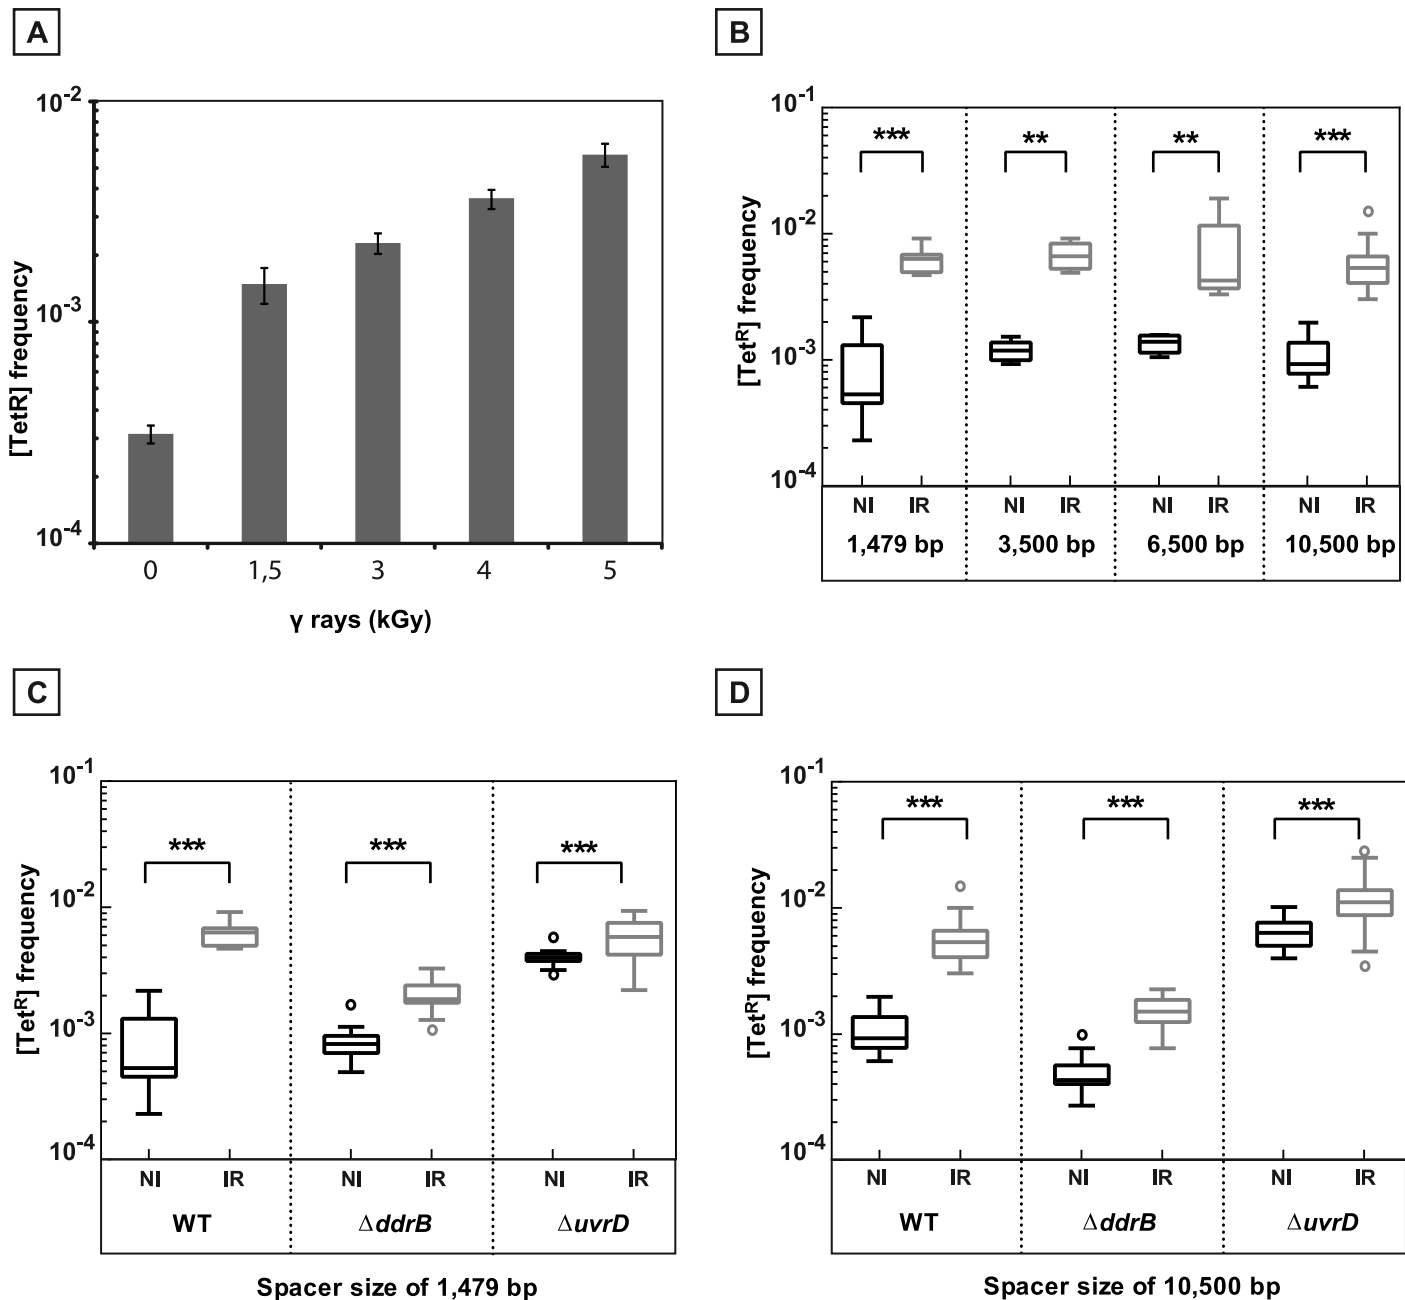 A
10-2
10-3
10-4
[TetR] frequency
0 1,5 3 4 5
γ rays (kGy)
B
10-1
10-2
10-3
10-4
[TetR] frequency
*** ** ** ***
NI IR NI IR NI IR NI IR
1,479 bp 3,500 bp 6,500 bp 10,500 bp
C
10-1
10-2
10-3
10-4
[TetR] frequency
*** *** ***
NI IR NI IR NI IR
WT ΔddrB ΔuvrD
Spacer size of 1,479 bp
D
10-1
10-2
10-3
10-4
[TetR] frequency
*** *** ***
NI IR NI IR NI IR
WT ΔddrB ΔuvrD
Spacer size of 10,500 bp